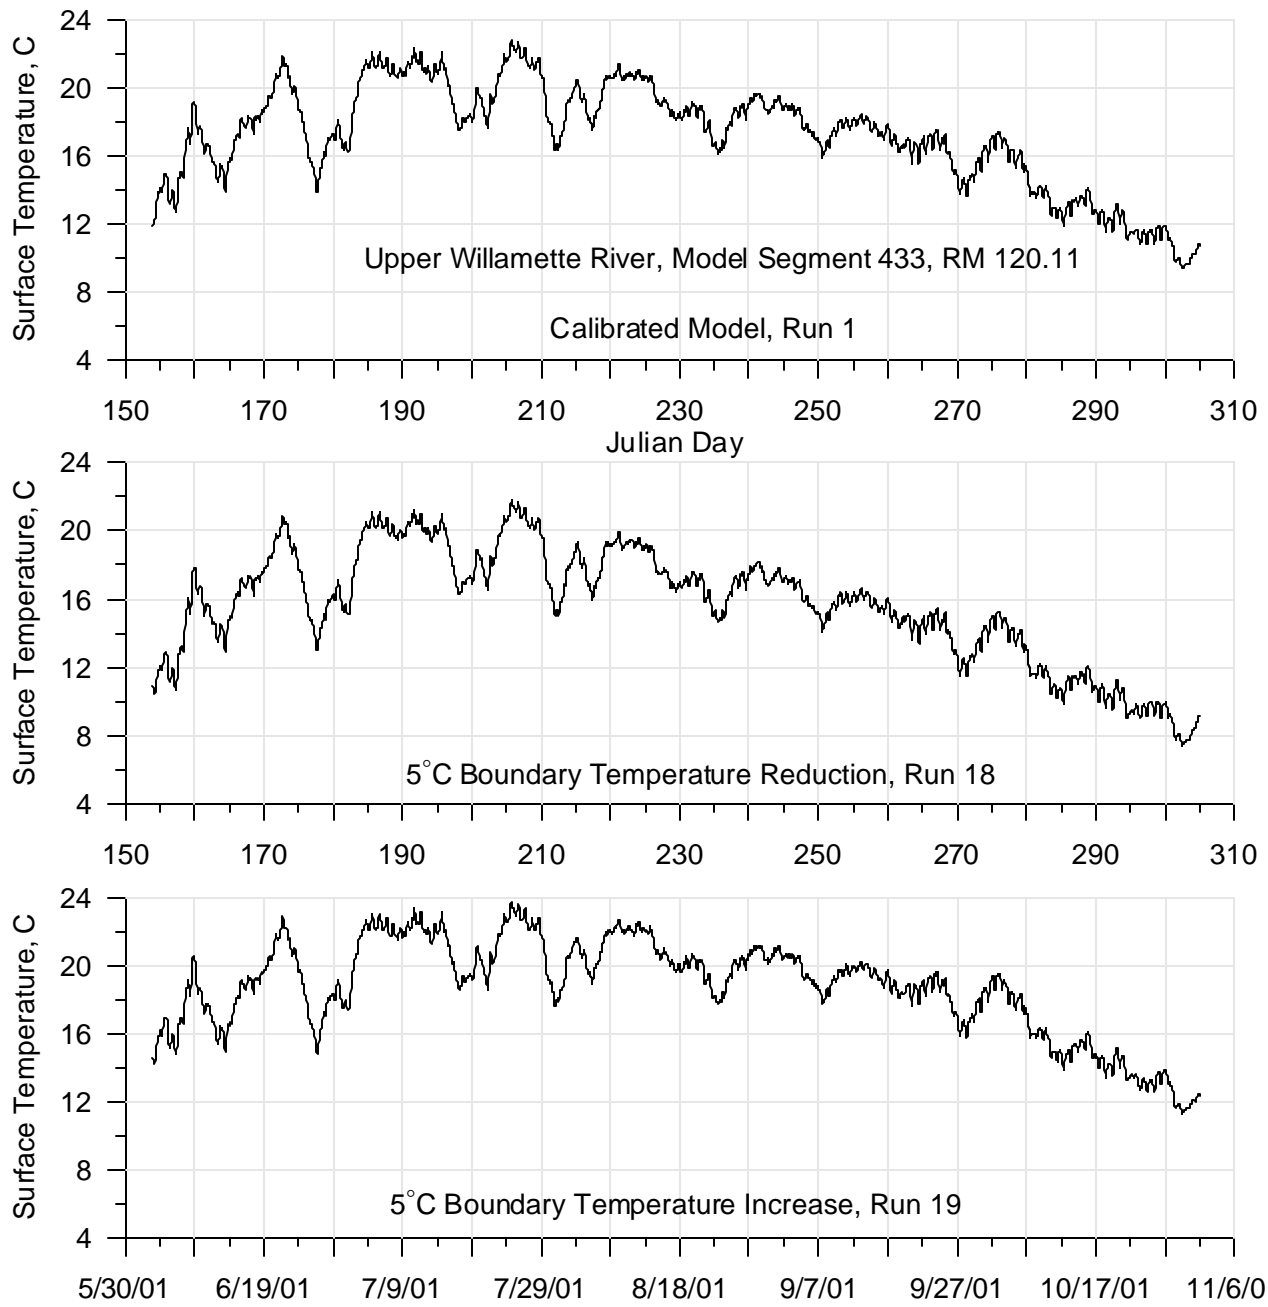 24
20
16
12
8
4
Surface Temperature, C
Upper Willamette River, Model Segment 433, RM 120.11
Calibrated Model, Run 1
150 170 190 210 230 250 270 290 310
Julian Day
24
20
16
12
8
4
Surface Temperature, C
5°C Boundary Temperature Reduction, Run 18
150 170 190 210 230 250 270 290 310
24
20
16
12
8
4
Surface Temperature, C
5°C Boundary Temperature Increase, Run 19
5/30/01 6/19/01 7/9/01 7/29/01 8/18/01 9/7/01 9/27/01 10/17/01 11/6/0